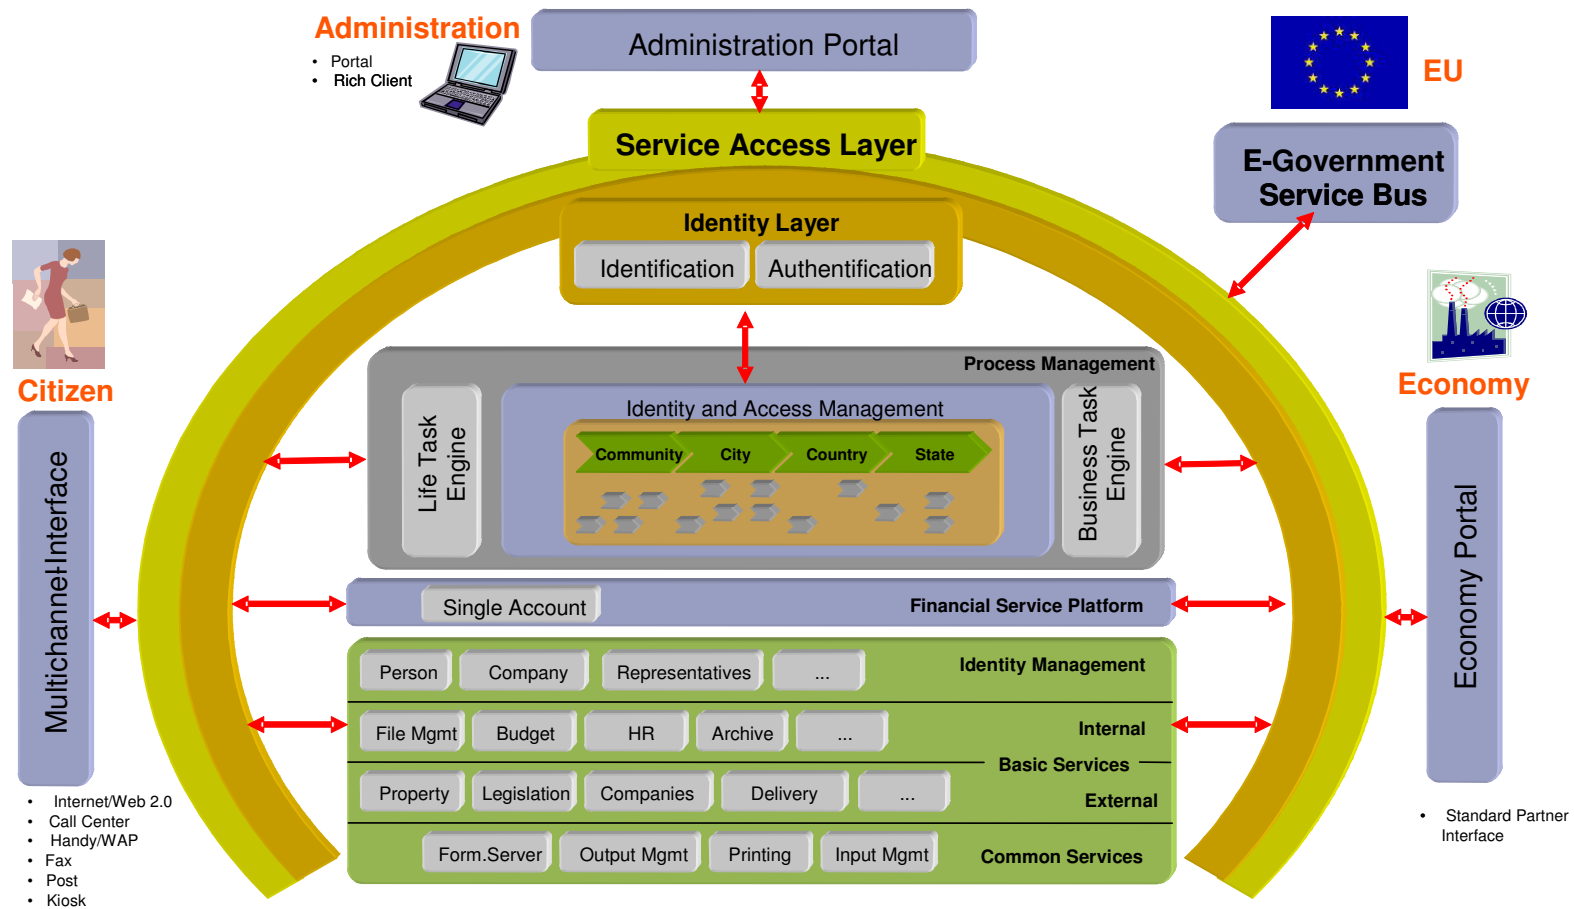 Administration
• Portal
• Rich Client
Administration Portal
EU
Service Access Layer
E-Government
Service Bus
Identity Layer
Identification
Authentification
Citizen
Economy
Process Management
Life Task
Engine
Identity and Access Management
Community
City
Country
State
Business Task
Engine
Multichannel-Interface
Economy Portal
Single Account
Financial Service Platform
Person
Company
Representatives
...
Identity Management
File Mgmt
Budget
HR
Archive
...
Internal
Basic Services
Property
Legislation
Companies
Delivery
...
External
Form.Server
Output Mgmt
Printing
Input Mgmt
Common Services
• Internet/Web 2.0
• Call Center
• Handy/WAP
• Fax
• Post
• Kiosk
• Standard Partner
Interface